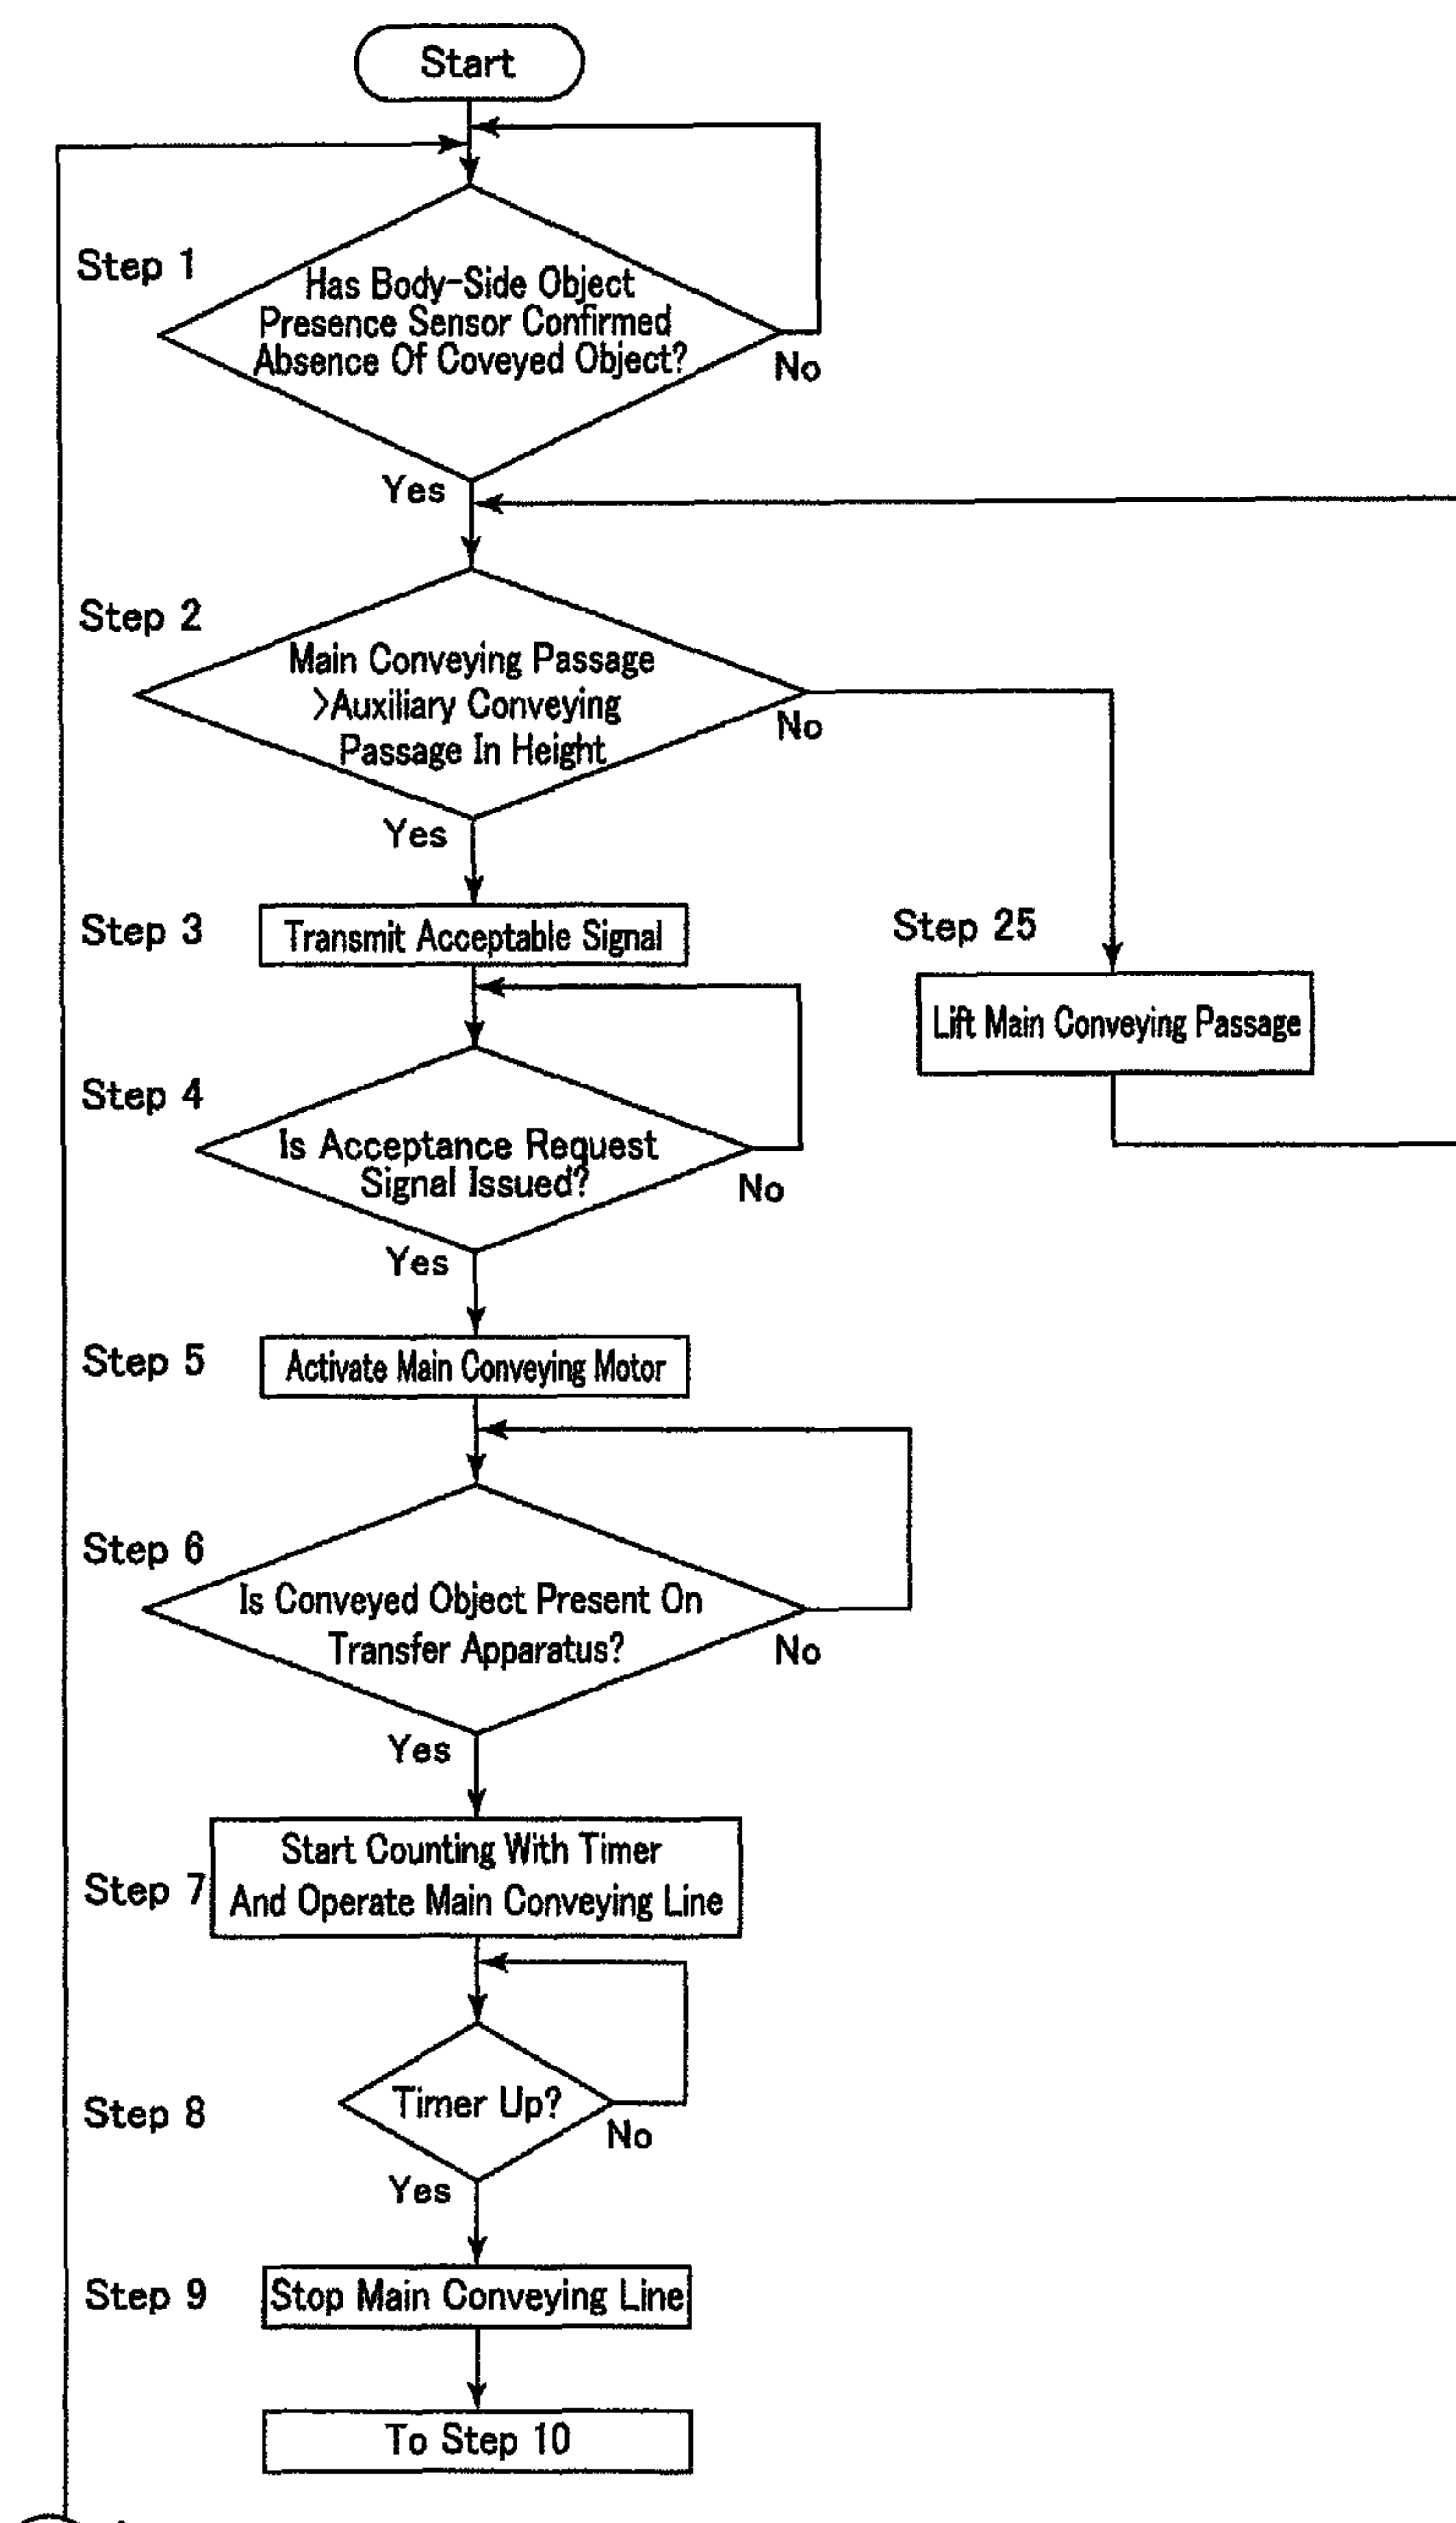 Start
Step 1
Has Body-Side Object
Presence Sensor Confirmed
Absence Of Coveyed Object?
No
Yes
Step 2
Main Conveying Passage
>Auxiliary Conveying
Passage In Height
No
Yes
Step 3
Transmit Acceptable Signal
Step 25
Lift Main Conveying Passage
Step 4
Is Acceptance Request
Signal Issued?
No
Yes
Step 5
Activate Main Conveying Motor
Step 6
Is Conveyed Object Present On
Transfer Apparatus?
No
Yes
Step 7
Start Counting With Timer
And Operate Main Conveying Line
Step 8
Timer Up?
No
Yes
Step 9
Stop Main Conveying Line
To Step 10